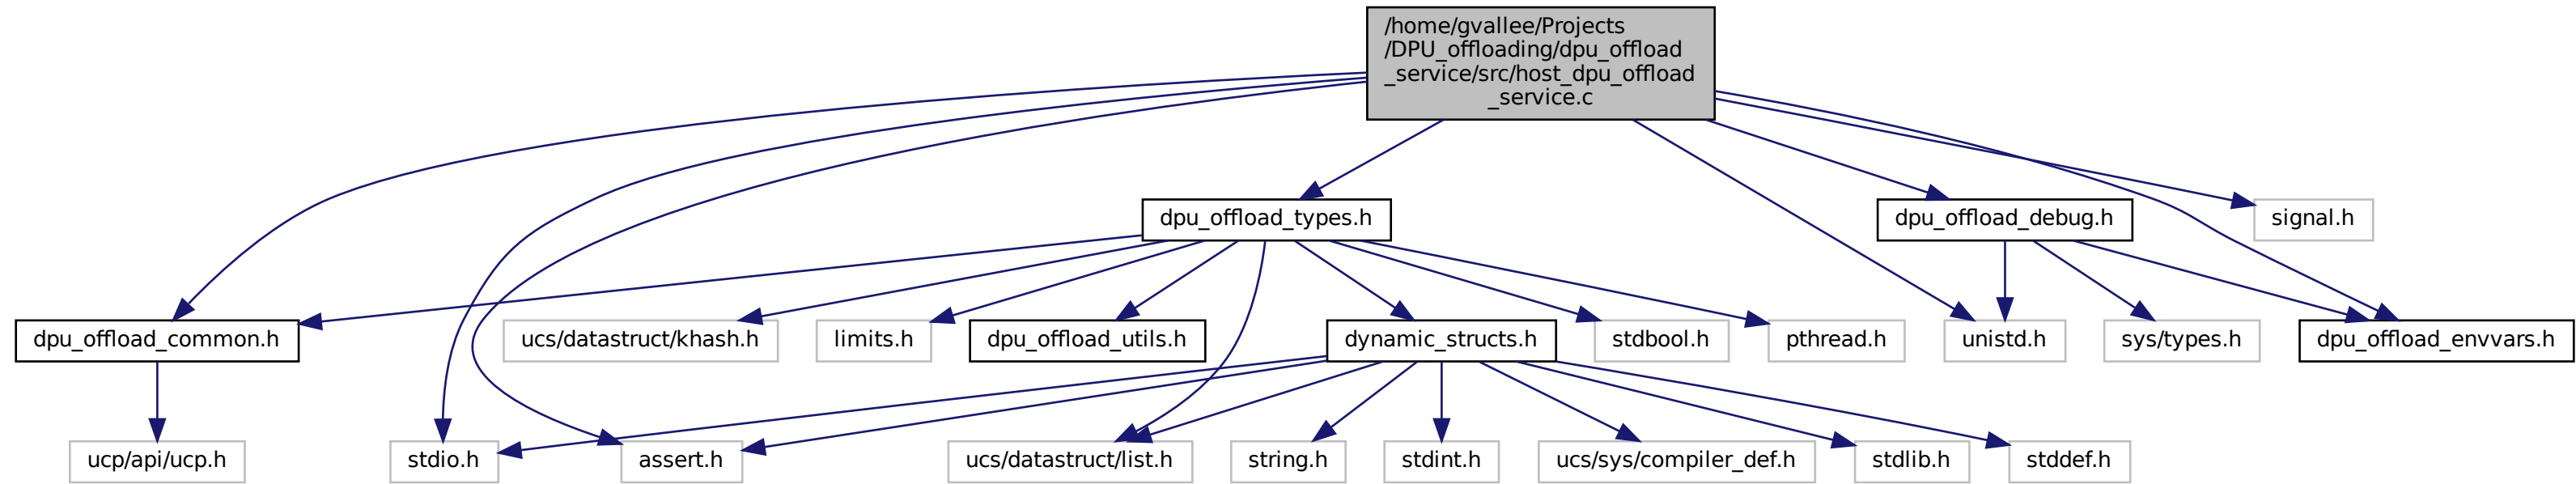 /home/gvallee/Projects
/DPU_offloading/dpu_offload
_service/src/host_dpu_offload
_service.c
dpu_offload_types.h
dpu_offload_debug.h
signal.h
dpu_offload_common.h
ucs/datastruct/khash.h
limits.h
dpu_offload_utils.h
dynamic_structs.h
stdbool.h
pthread.h
unistd.h
sys/types.h
dpu_offload_envvars.h
ucp/api/ucp.h
stdio.h
assert.h
ucs/datastruct/list.h
string.h
stdint.h
ucs/sys/compiler_def.h
stdlib.h
stddef.h